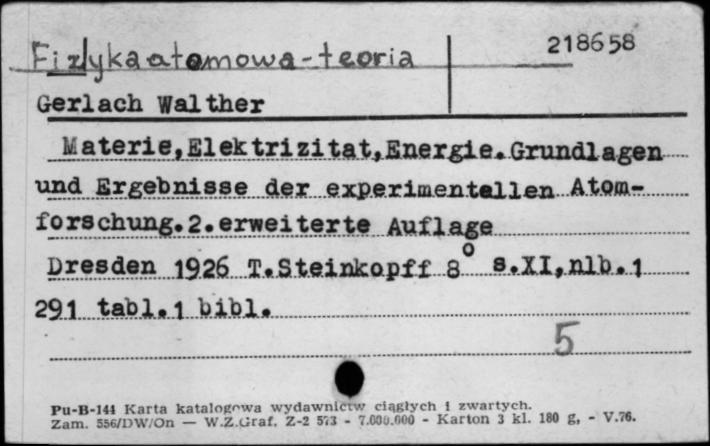 Fizyka atomowa - teoria
218658
Gerlach Walther
Materie,Elektrizitat,Energie.Grundlagen
und Ergebnisse der experimentellen Atom-
forschung.2.erweiterte Auflage
Dresden 1926 T.Steinkopff 8° s.XI,nlb.1
291 tabl.1 bibl.
5
Pu-B-144 Karta katalogowa wydawnictw ciągłych i zwartych.
Zam. 556/DW/On — W.Z.Graf. Z-2 573 - 7.000.000 - Karton 3 kl. 180 g, - V.76.